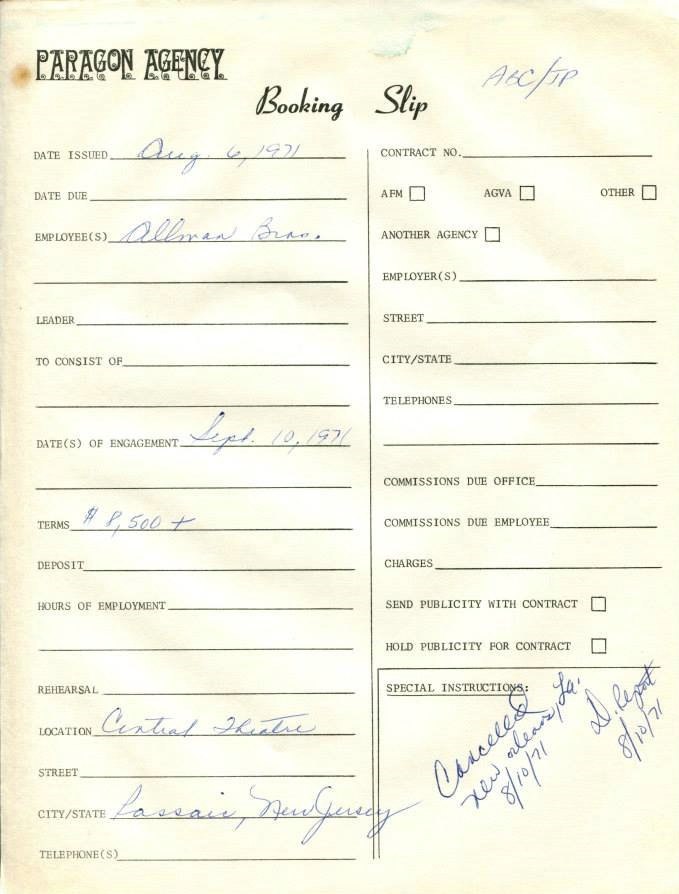 PARAGON AGENCY
ABC/JP
Booking Slip
DATE ISSUED Aug. 6, 1971
DATE DUE
EMPLOYEE(S) Allman Bros.
LEADER
TO CONSIST OF
DATE(S) OF ENGAGEMENT Sept. 10, 1971
TERMS $8,500 +
DEPOSIT
HOURS OF EMPLOYMENT
REHEARSAL
LOCATION Central Theatre
STREET
CITY/STATE Passaic, New Jersey
TELEPHONE(S)
CONTRACT NO.
AFM AGVA OTHER
ANOTHER AGENCY
EMPLOYER(S)
STREET
CITY/STATE
TELEPHONES
COMMISSIONS DUE OFFICE
COMMISSIONS DUE EMPLOYEE
CHARGES
SEND PUBLICITY WITH CONTRACT
HOLD PUBLICITY FOR CONTRACT
SPECIAL INSTRUCTIONS:
Cancelled
New Orleans, La.
8/10/71
D.
8/10/71